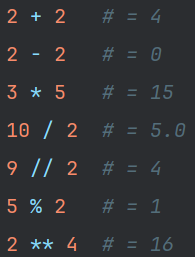 2 + 2   # = 4
2 - 2   # = 0
3 * 5   # = 15
10 / 2  # = 5.0
9 // 2  # = 4
5 % 2   # = 1
2 ** 4  # = 16